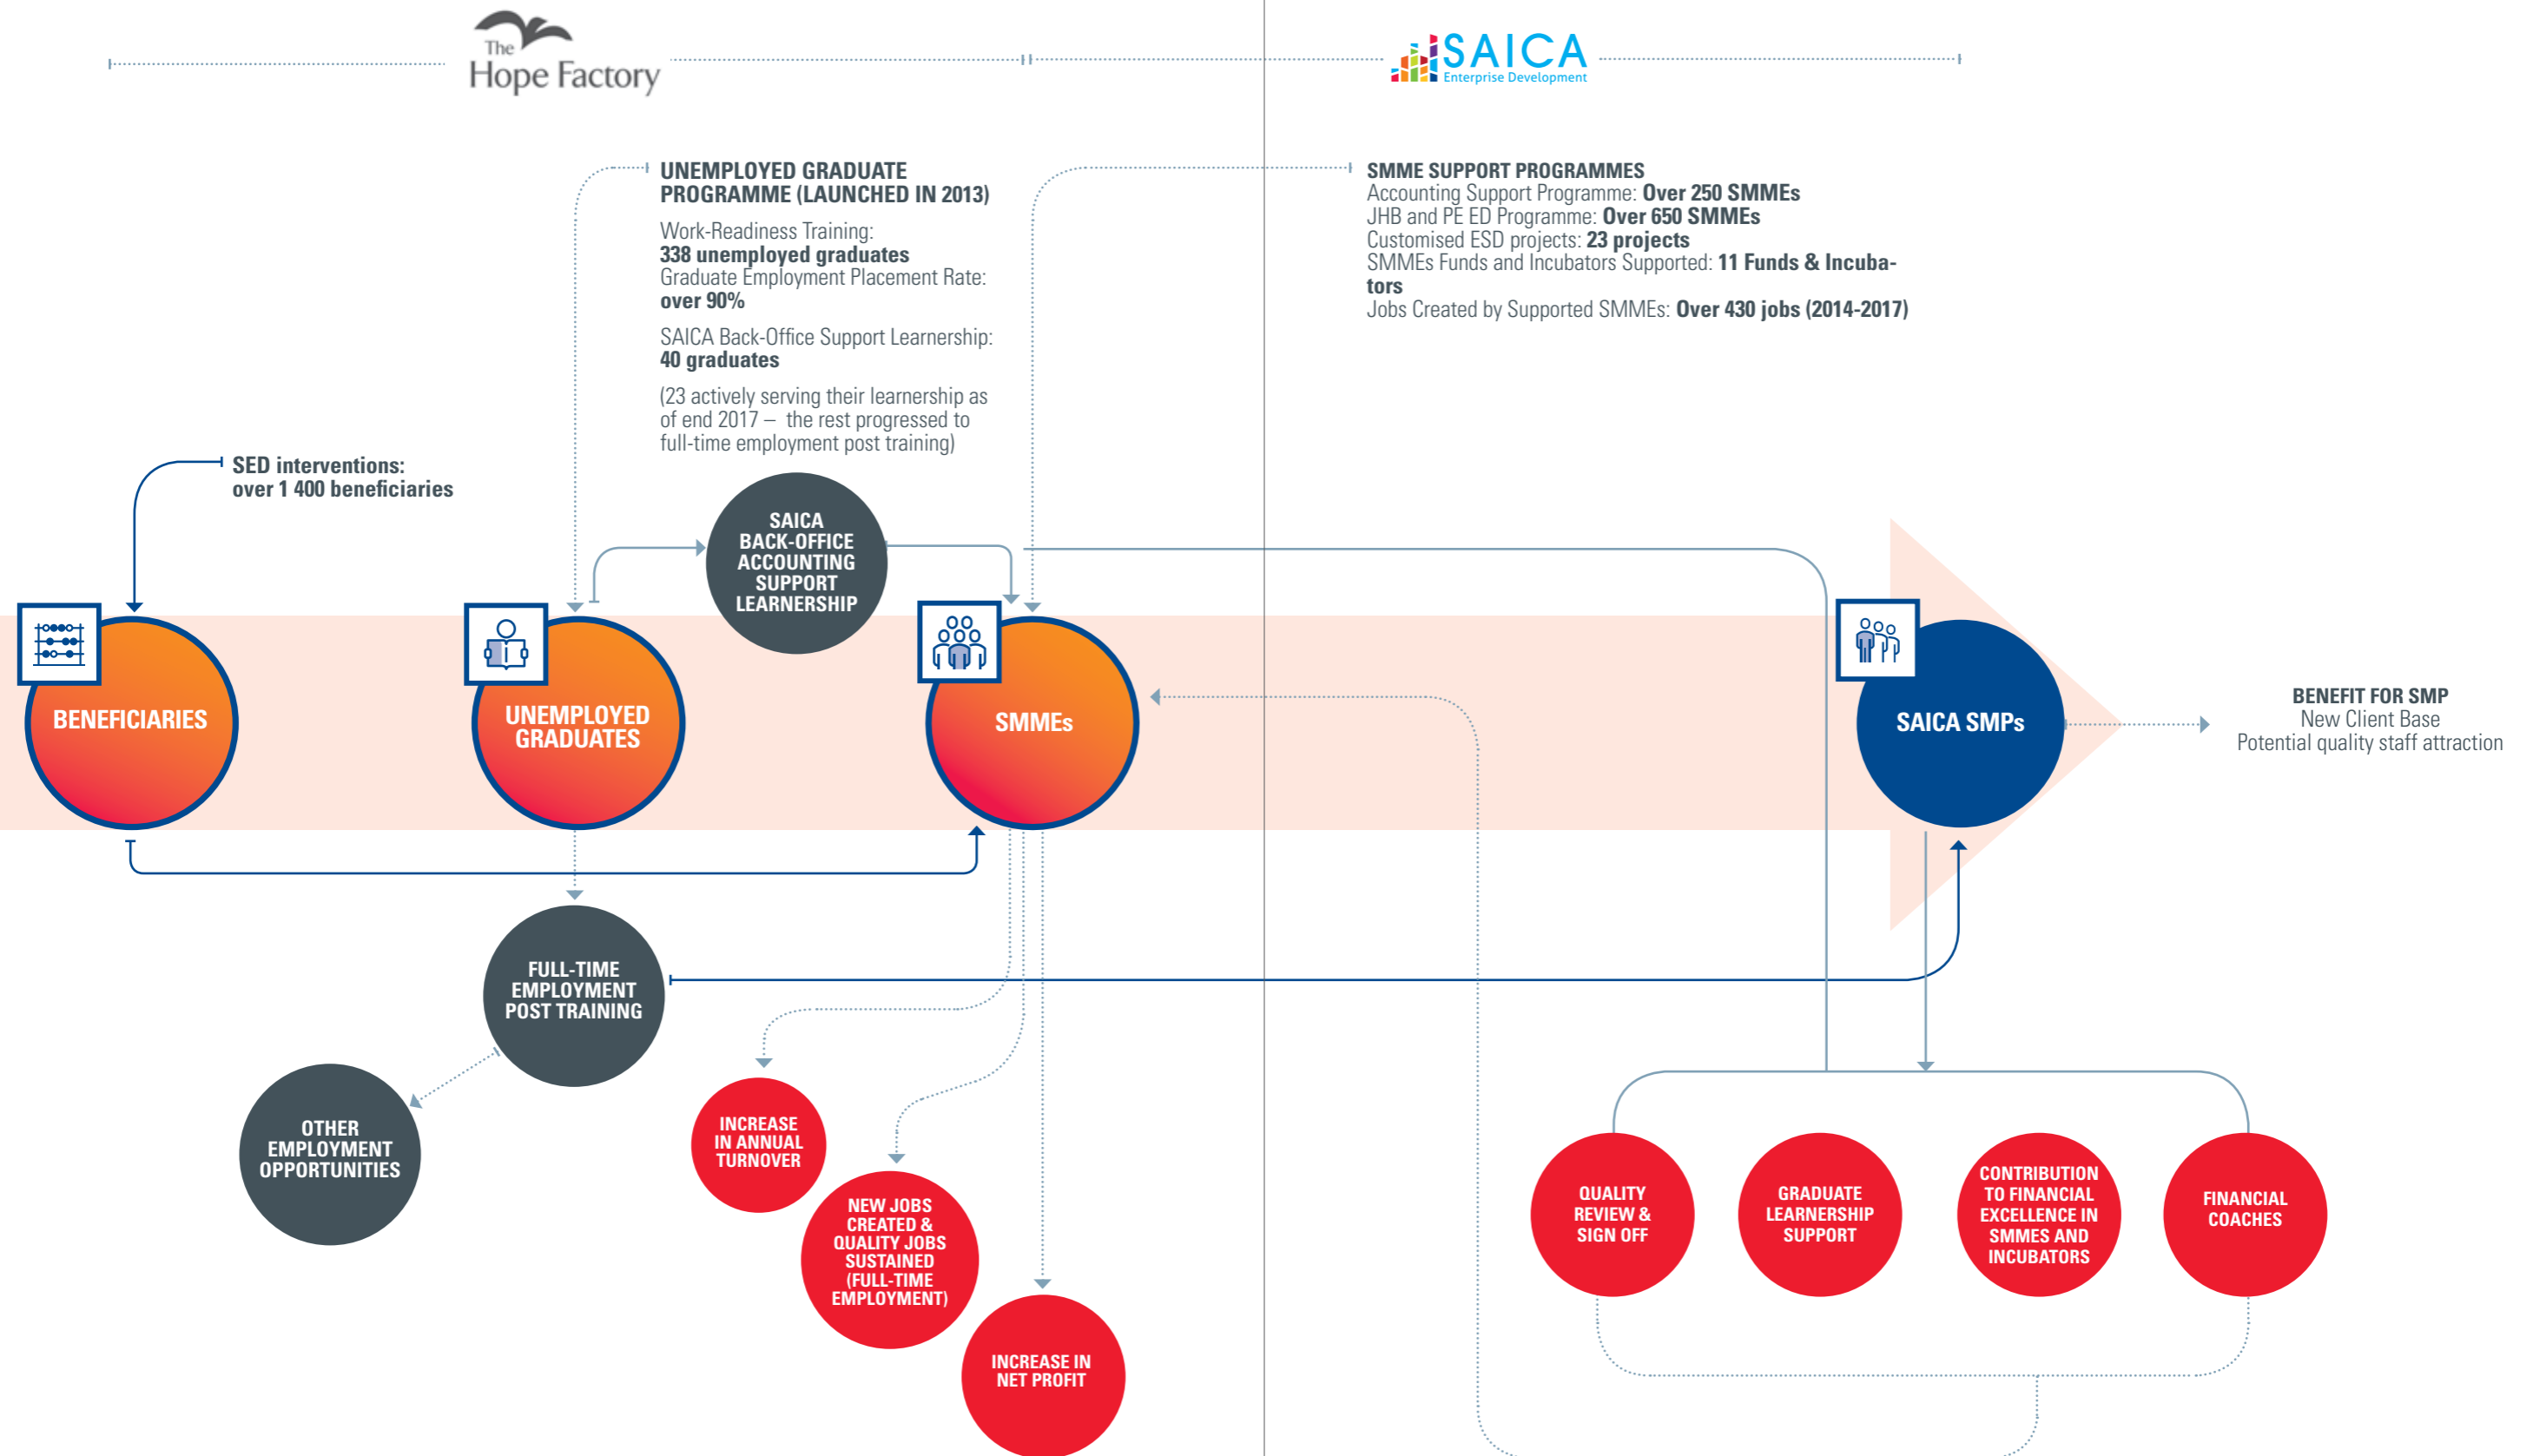 The
Hope Factory
SAICA
Enterprise Development
UNEMPLOYED GRADUATE
PROGRAMME (LAUNCHED IN 2013)
Work-Readiness Training:
338 unemployed graduates
Graduate Employment Placement Rate:
over 90%
SAICA Back-Office Support Learnership:
40 graduates
(23 actively serving their learnership as
of end 2017 – the rest progressed to
full-time employment post training)
SMME SUPPORT PROGRAMMES
Accounting Support Programme: Over 250 SMMEs
JHB and PE ED Programme: Over 650 SMMEs
Customised ESD projects: 23 projects
SMMEs Funds and Incubators Supported: 11 Funds & Incuba-
tors
Jobs Created by Supported SMMEs: Over 430 jobs (2014-2017)
SED interventions:
over 1 400 beneficiaries
SAICA
BACK-OFFICE
ACCOUNTING
SUPPORT
LEARNERSHIP
BENEFICIARIES
UNEMPLOYED
GRADUATES
SMMEs
SAICA SMPs
BENEFIT FOR SMP
New Client Base
Potential quality staff attraction
FULL-TIME
EMPLOYMENT
POST TRAINING
OTHER
EMPLOYMENT
OPPORTUNITIES
INCREASE
IN ANNUAL
TURNOVER
NEW JOBS
CREATED &
QUALITY JOBS
SUSTAINED
(FULL-TIME
EMPLOYMENT)
INCREASE IN
NET PROFIT
QUALITY
REVIEW &
SIGN OFF
GRADUATE
LEARNERSHIP
SUPPORT
CONTRIBUTION
TO FINANCIAL
EXCELLENCE IN
SMMES AND
INCUBATORS
FINANCIAL
COACHES